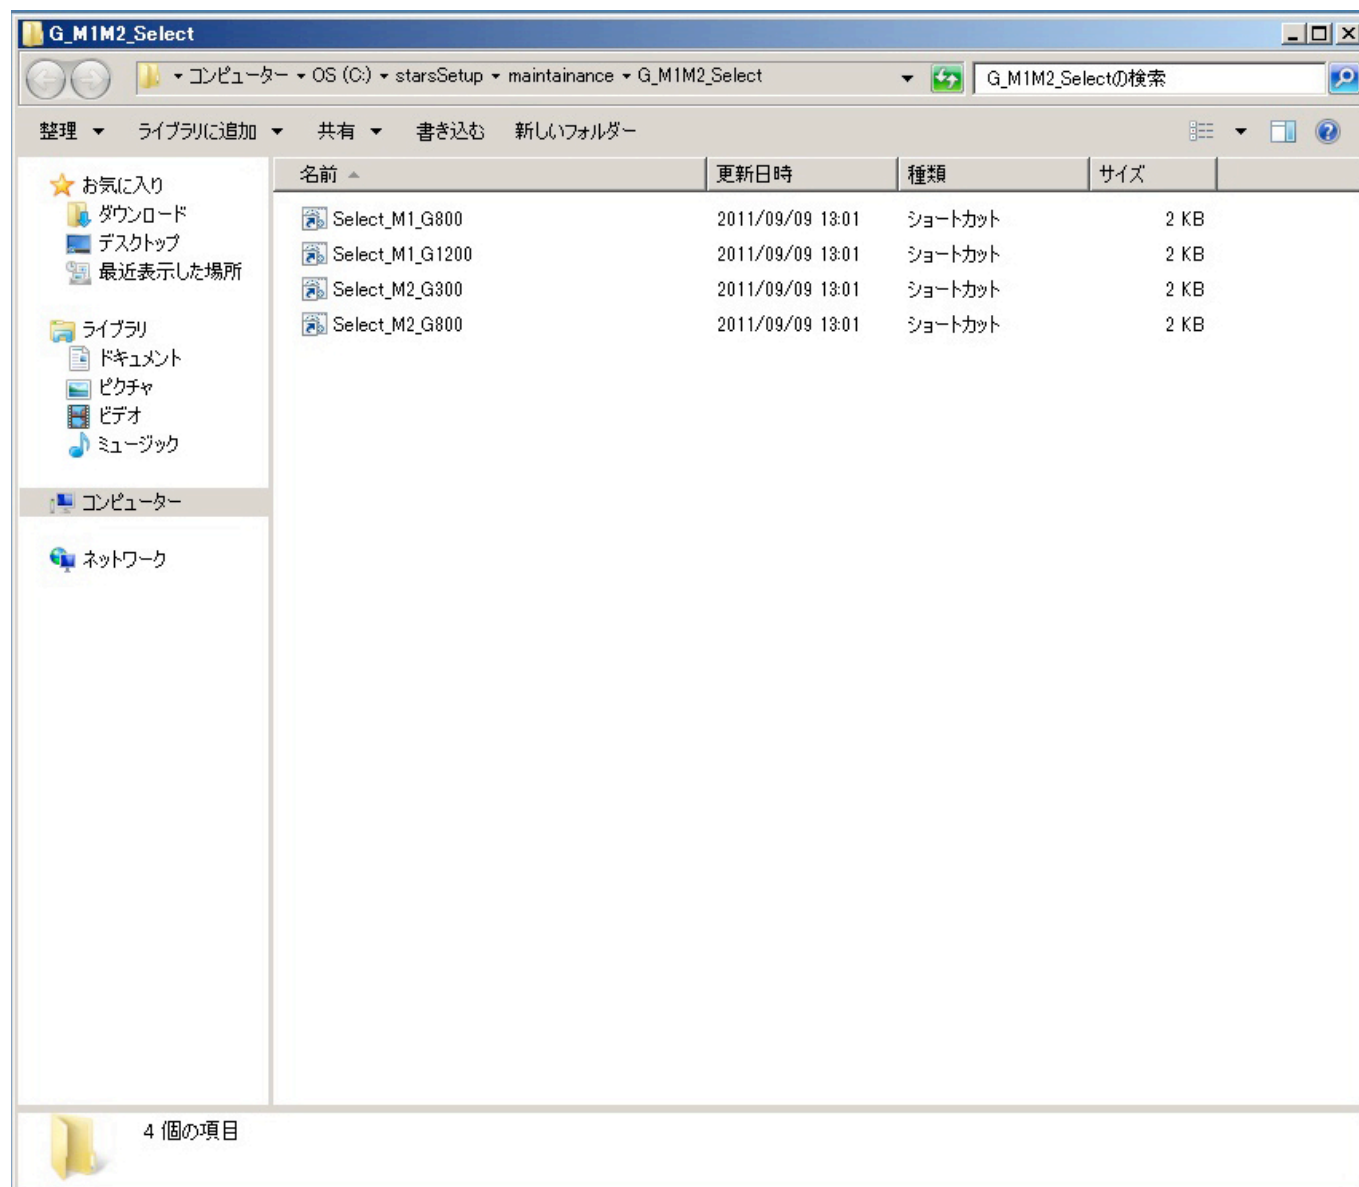 G_M1M2_Select
コンピューター OS (C:) starsSetup maintainance G_M1M2_Select
G_M1M2_Selectの検索
整理 ライブラリに追加 共有 書き込む 新しいフォルダー
お気に入り
ダウンロード
デスクトップ
最近表示した場所
ライブラリ
ドキュメント
ピクチャ
ビデオ
ミュージック
コンピューター
ネットワーク
名前 更新日時 種類 サイズ
Select_M1_G800 2011/09/09 13:01 ショートカット 2 KB
Select_M1_G1200 2011/09/09 13:01 ショートカット 2 KB
Select_M2_G300 2011/09/09 13:01 ショートカット 2 KB
Select_M2_G800 2011/09/09 13:01 ショートカット 2 KB
4 個の項目